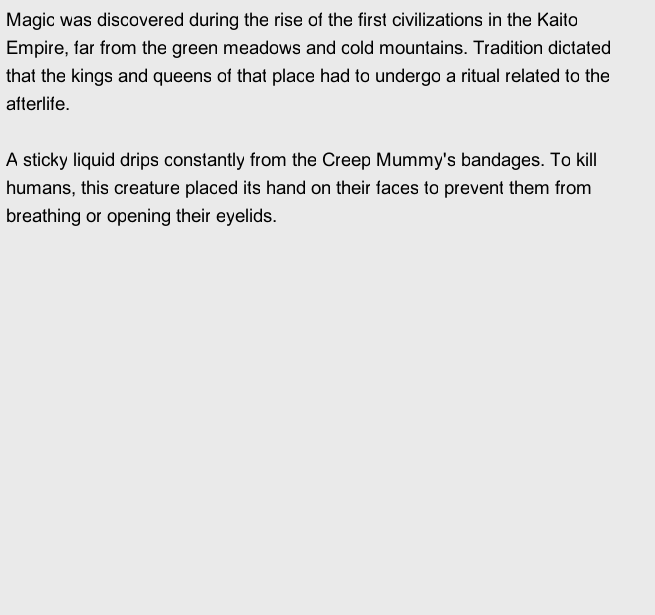 Magic was discovered during the rise of the first civilizations in the Kaito
Empire, far from the green meadows and cold mountains. Tradition dictated
that the kings and queens of that place had to undergo a ritual related to the
afterlife.

A sticky liquid drips constantly from the Creep Mummy's bandages. To kill
humans, this creature placed its hand on their faces to prevent them from
breathing or opening their eyelids.